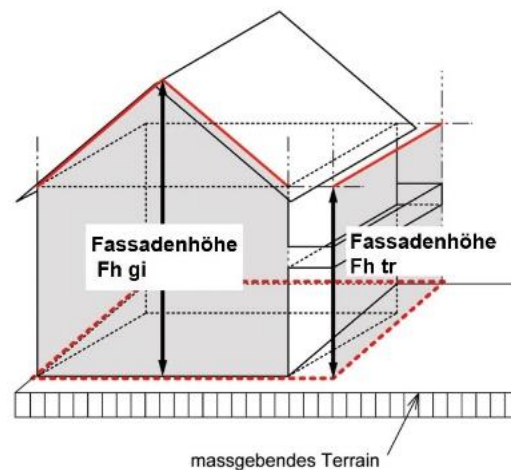 Fassadenhöhe
Fh gi
Fassadenhöhe
Fh tr
massgebendes Terrain